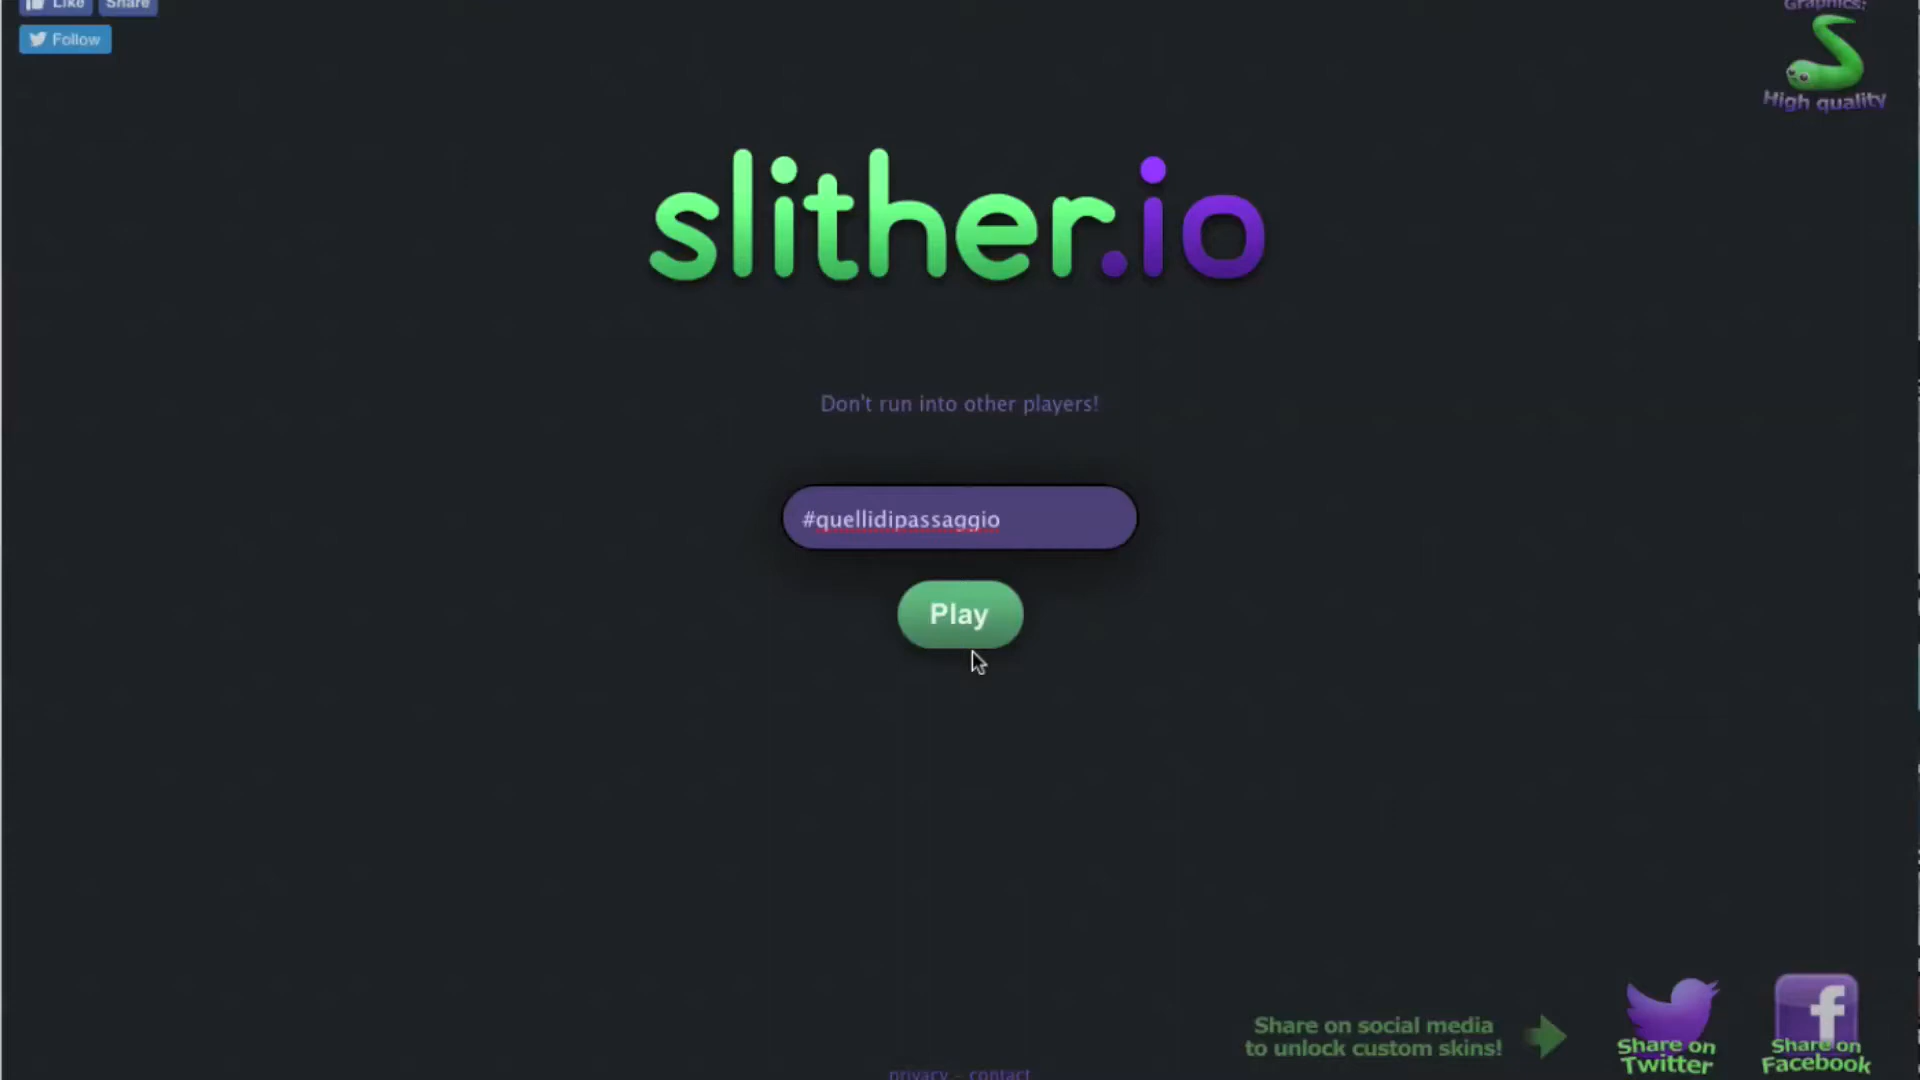 Like Share
Follow
Graphics:
High quality
slither.io
Don't run into other players!
#quellidipassaggio
Play
Share on social media
to unlock custom skins!
Share on
Twitter
Share on
Facebook
privacy - contact